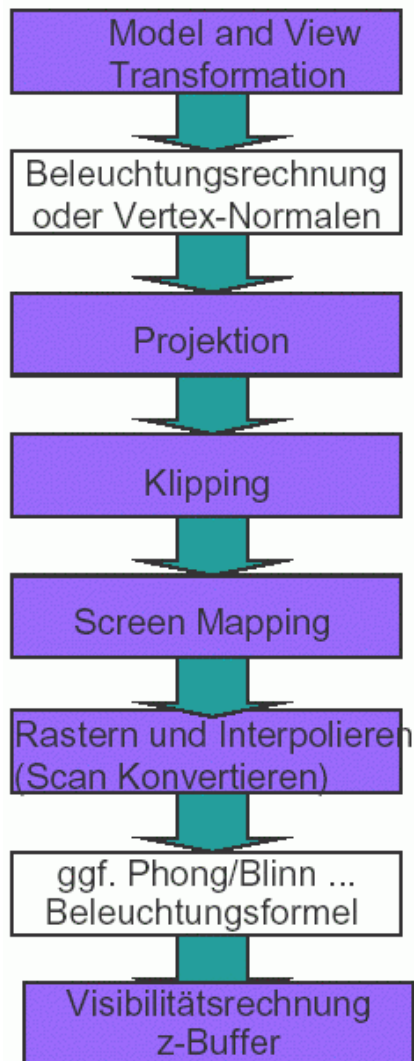 Model and View
Transformation
Beleuchtungsrechnung
oder Vertex-Normalen
Projektion
Klipping
Screen Mapping
Rastern und Interpolieren
(Scan Konvertieren)
ggf. Phong/Blinn ...
Beleuchtungsformel
Visibilitätsrechnung
z-Buffer